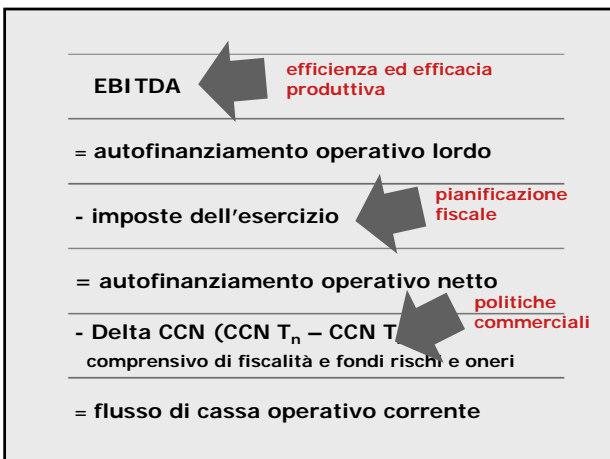 EBITDA
efficienza ed efficacia
produttiva
= autofinanziamento operativo lordo
- imposte dell'esercizio
pianificazione
fiscale
= autofinanziamento operativo netto
politiche
commerciali
- Delta CCN (CCN Tn – CCN T
comprensivo di fiscalità e fondi rischi e oneri
= flusso di cassa operativo corrente